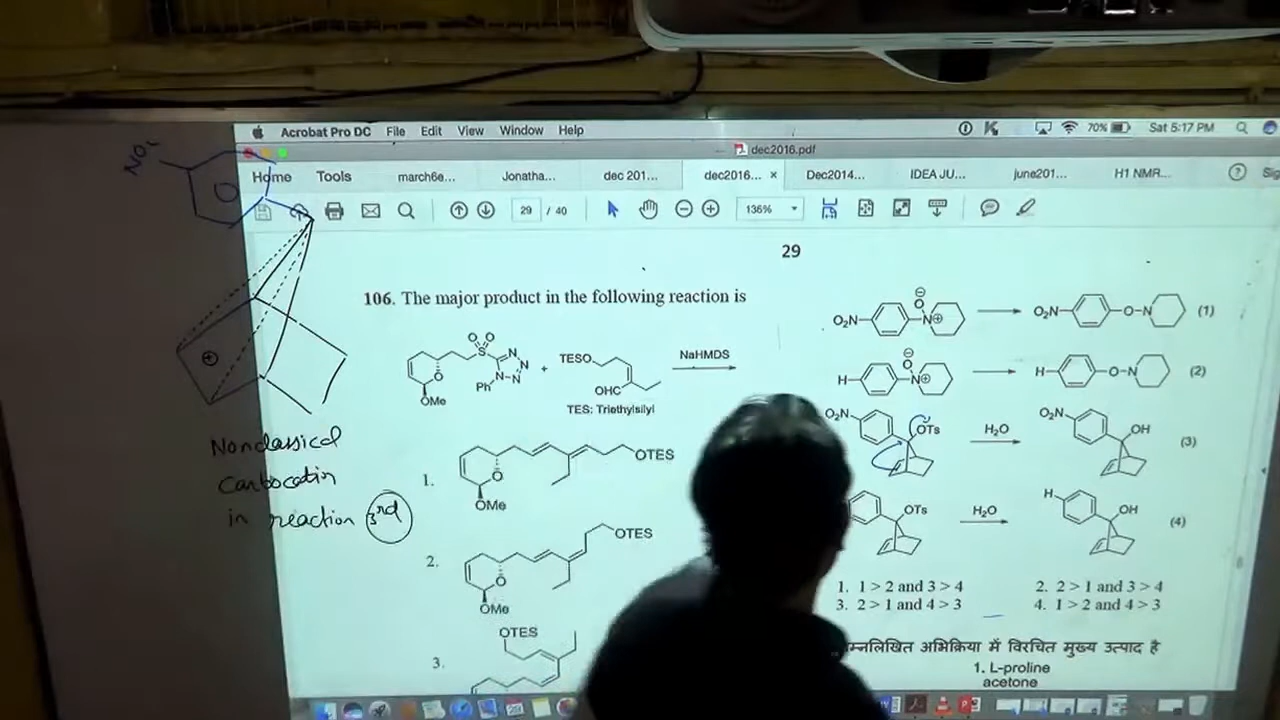 Acrobat Pro DC File Edit View Window Help
70% Sat 5:17 PM
dec2016.pdf
Home Tools march6e... Jonatha... dec 201... dec2016... × Dec2014... IDEA JU... june201... H1 NMR... ? Sig
29 / 40 136%
29
106. The major product in the following reaction is
TESO
OHC
NaHMDS
TES: Triethylsilyl
O
S
N
N
N
N
Ph
O
OMe
+
1.
O
OMe
OTES
2.
O
OMe
OTES
3.
OTES
O₂N
O
N
O₂N
O
N
(1)
H
O
N
H
O
N
(2)
O₂N
OTs
H₂O
O₂N
OH
(3)
OTs
H₂O
H
OH
(4)
1. 1 > 2 and 3 > 4
2. 2 > 1 and 3 > 4
3. 2 > 1 and 4 > 3
4. 1 > 2 and 4 > 3
म्नलिखित अभिक्रिया में विरचित मुख्य उत्पाद है
1. L-proline
acetone
NO₂
Nonclassical
Carbocation
in reaction 3rd